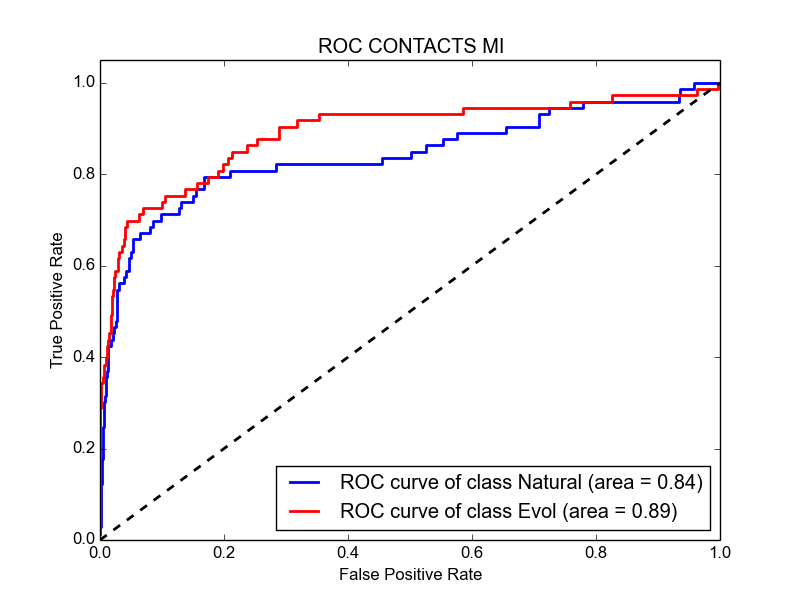 ROC CONTACTS MI
1.0
0.8
0.6
0.4
0.2
0.0
True Positive Rate
ROC curve of class Natural (area = 0.84)
ROC curve of class Evol (area = 0.89)
0.0 0.2 0.4 0.6 0.8 1.0
False Positive Rate